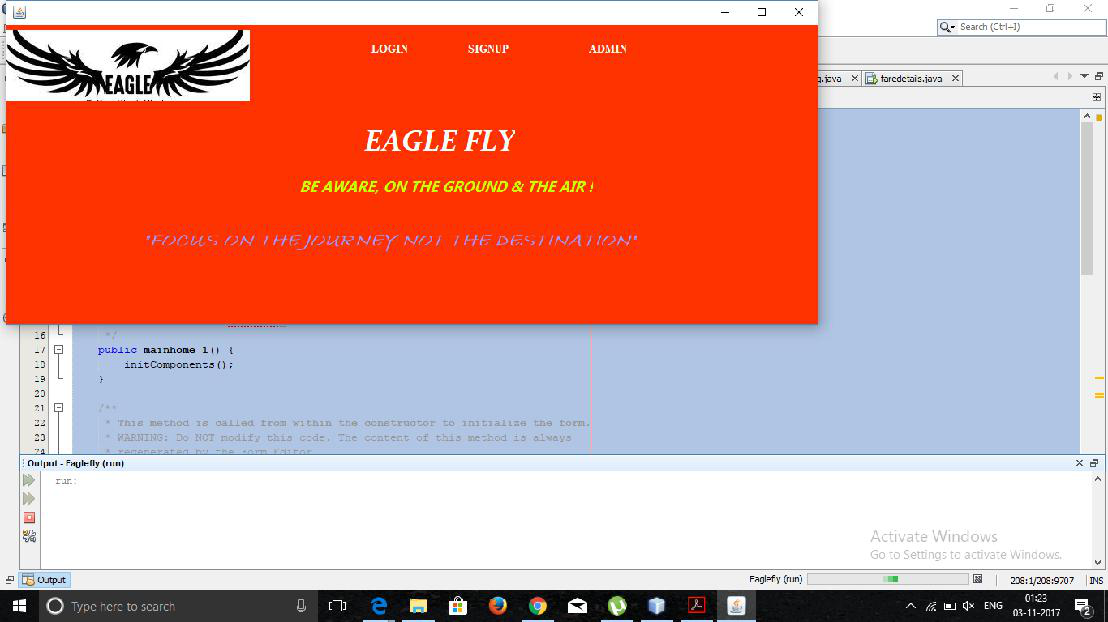 Search (Ctrl+I)
LOGIN SIGNUP ADMIN
EAGLE
g.java faredetais.java
EAGLE FLY
BE AWARE, ON THE GROUND & THE AIR !
"FOCUS ON THE JOURNEY NOT THE DESTINATION"
16 */
17 public mainhome 1() {
18 initComponents();
19 }
20
21 /**
22 * This method is called from within the constructor to initialize the form.
23 * WARNING: Do NOT modify this code. The content of this method is always
24 * regenerated by the Form Editor
Output - Eaglefly (run)
run:
Activate Windows
Go to Settings to activate Windows.
Output
Eaglefly (run) 208:1/208:9707 INS
Type here to search
ENG 01:23
03-11-2017
2